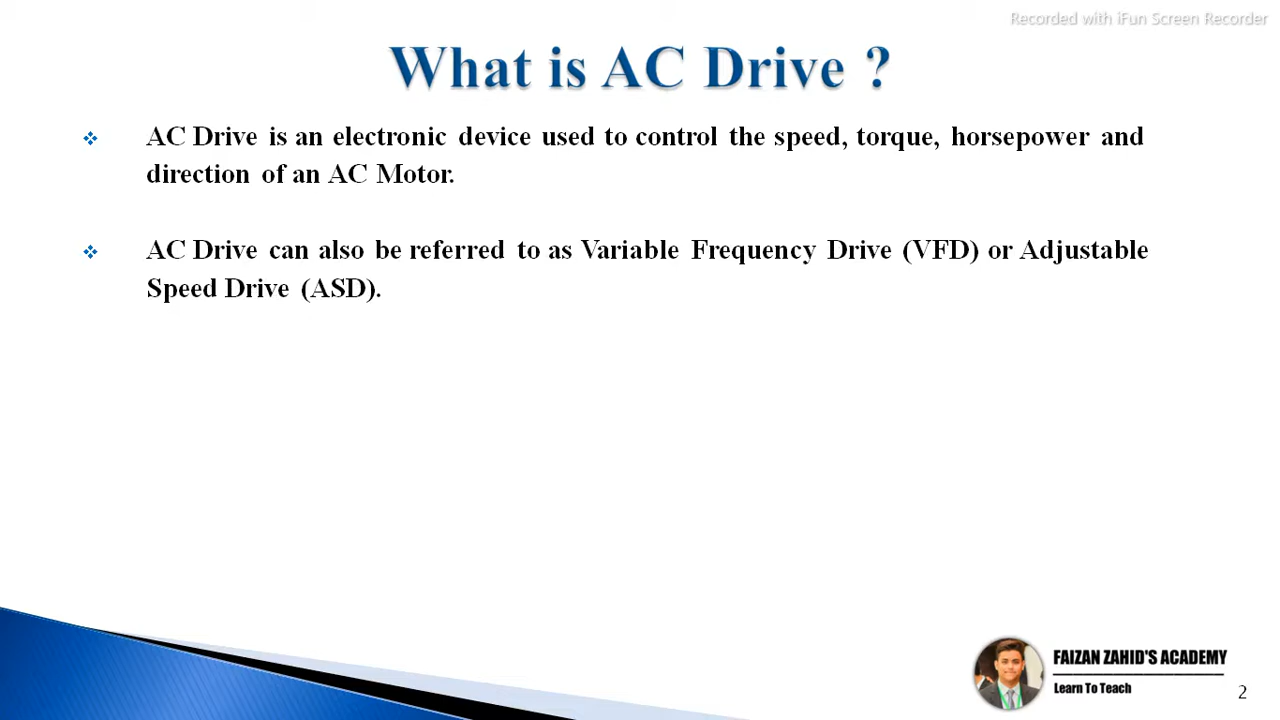 Recorded with iFun Screen Recorder
What is AC Drive ?
AC Drive is an electronic device used to control the speed, torque, horsepower and
direction of an AC Motor.
AC Drive can also be referred to as Variable Frequency Drive (VFD) or Adjustable
Speed Drive (ASD).
FAIZAN ZAHID'S ACADEMY
Learn To Teach
2